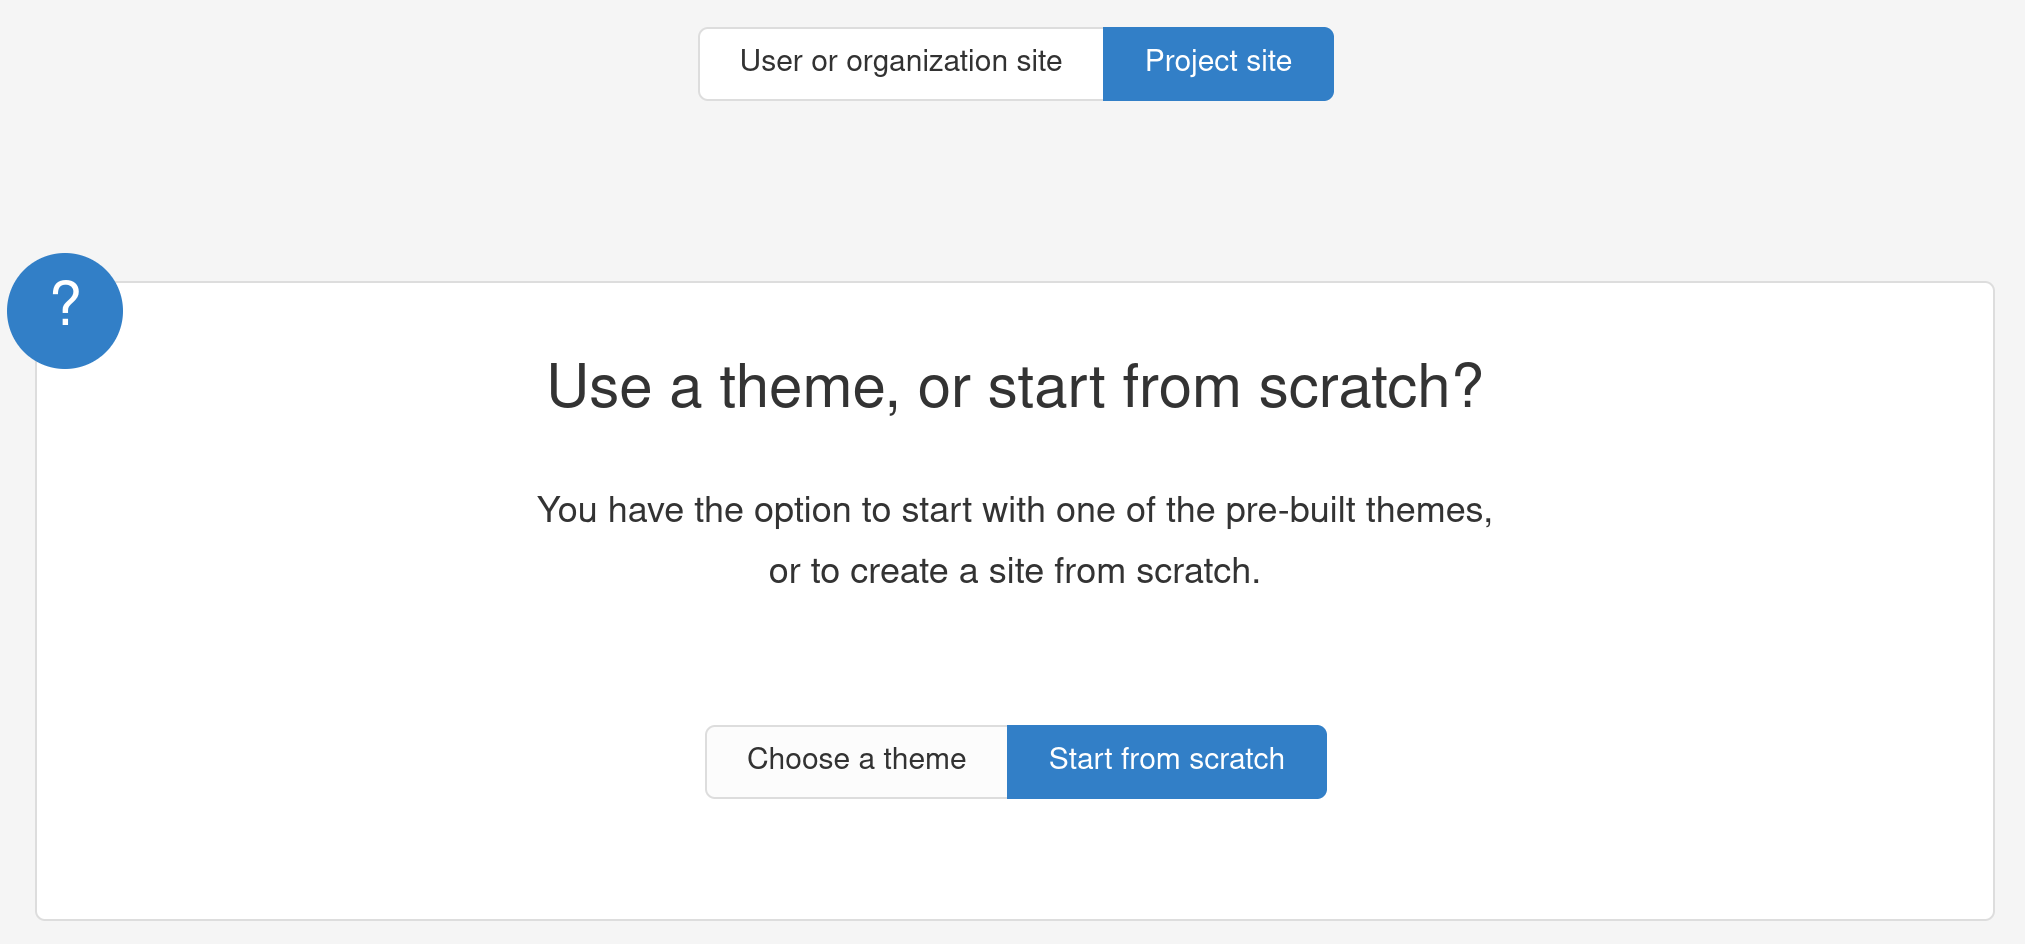 User or organization site Project site
?
Use a theme, or start from scratch?
You have the option to start with one of the pre-built themes,
or to create a site from scratch.
Choose a theme Start from scratch